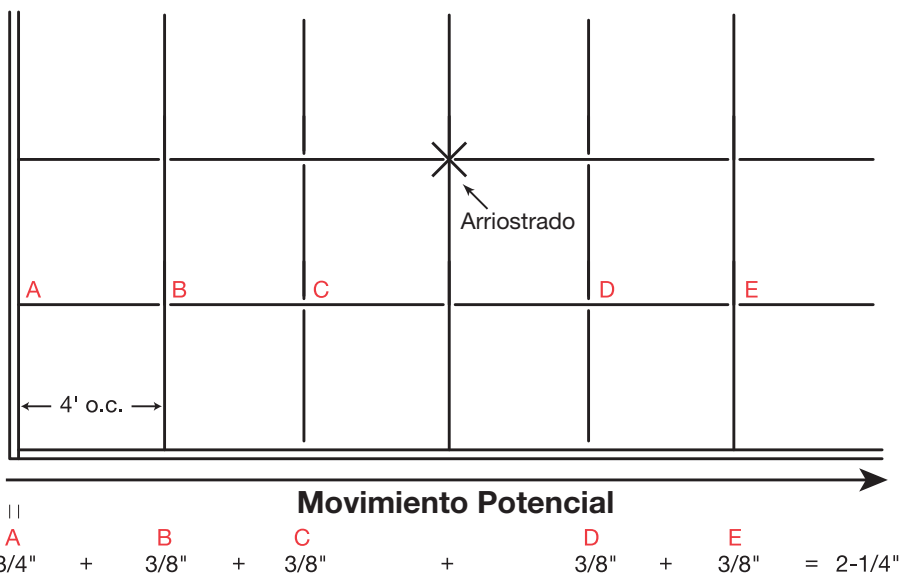 Arriostrado
A B C D E
4' o.c.
Movimiento Potencial
A B C D E
3/4" + 3/8" + 3/8" + 3/8" + 3/8" = 2-1/4"